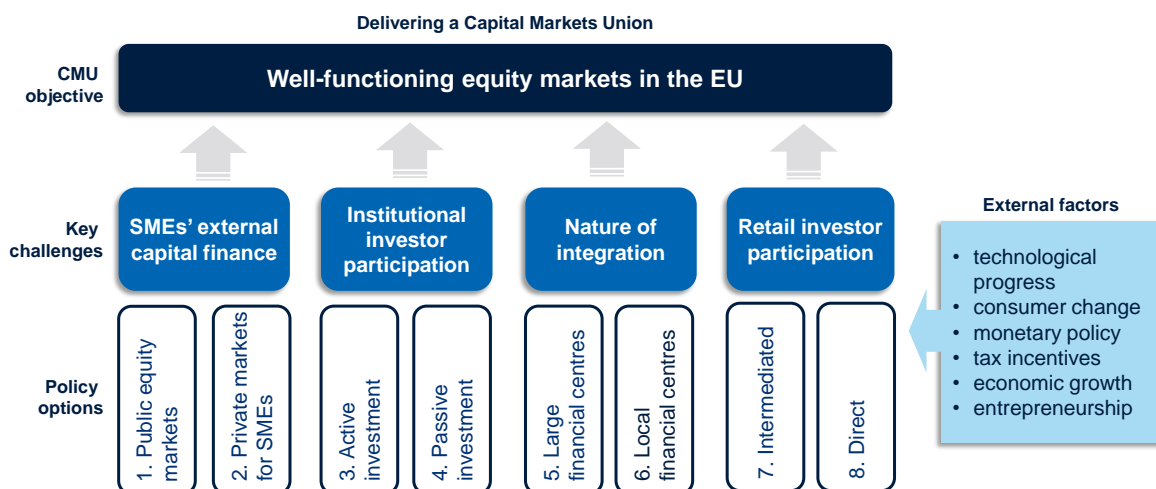 Delivering a Capital Markets Union
CMU
objective
Well-functioning equity markets in the EU
Key
challenges
SMEs’ external
capital finance
Institutional
investor
participation
Nature of
integration
Retail investor
participation
External factors
• technological
progress
• consumer change
• monetary policy
• tax incentives
• economic growth
• entrepreneurship
Policy
options
1. Public equity
markets
2. Private markets
for SMEs
3. Active
investment
4. Passive
investment
5. Large
financial centres
6. Local
financial centres
7. Intermediated
8. Direct